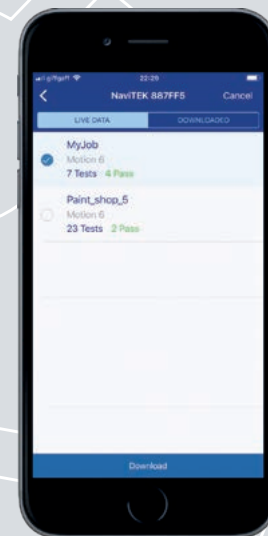 giffgaff 22:29
NaviTEK 887FF5 Cancel
LIVE DATA DOWNLOADED
MyJob
Motion 6
7 Tests 4 Pass
Paint_shop_5
Motion 6
23 Tests 2 Pass
Download